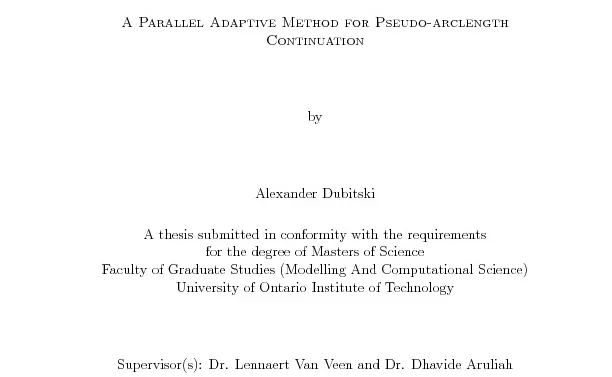 A Parallel Adaptive Method for Pseudo-arclength
Continuation
by
Alexander Dubitski
A thesis submitted in conformity with the requirements
for the degree of Masters of Science
Faculty of Graduate Studies (Modelling And Computational Science)
University of Ontario Institute of Technology
Supervisor(s): Dr. Lennaert Van Veen and Dr. Dhavide Aruliah